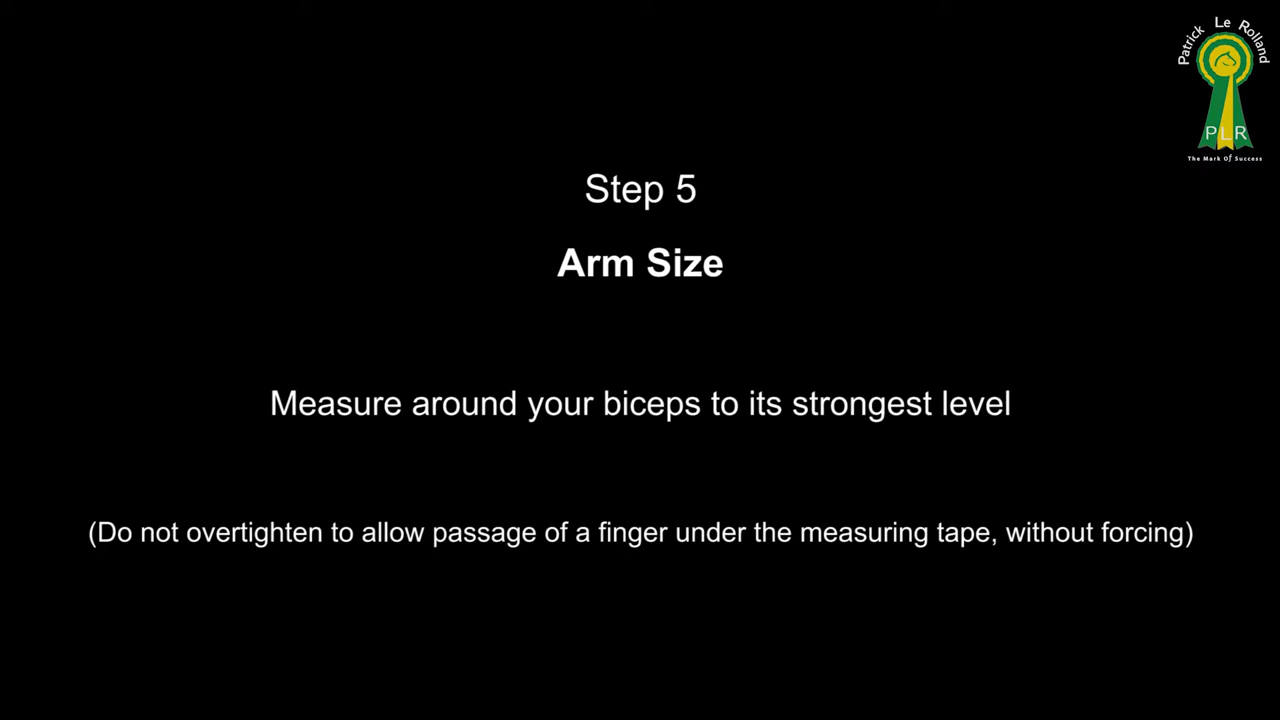 Patrick Le Rolland
PLR
The Mark Of Success
Step 5
Arm Size
Measure around your biceps to its strongest level
(Do not overtighten to allow passage of a finger under the measuring tape, without forcing)